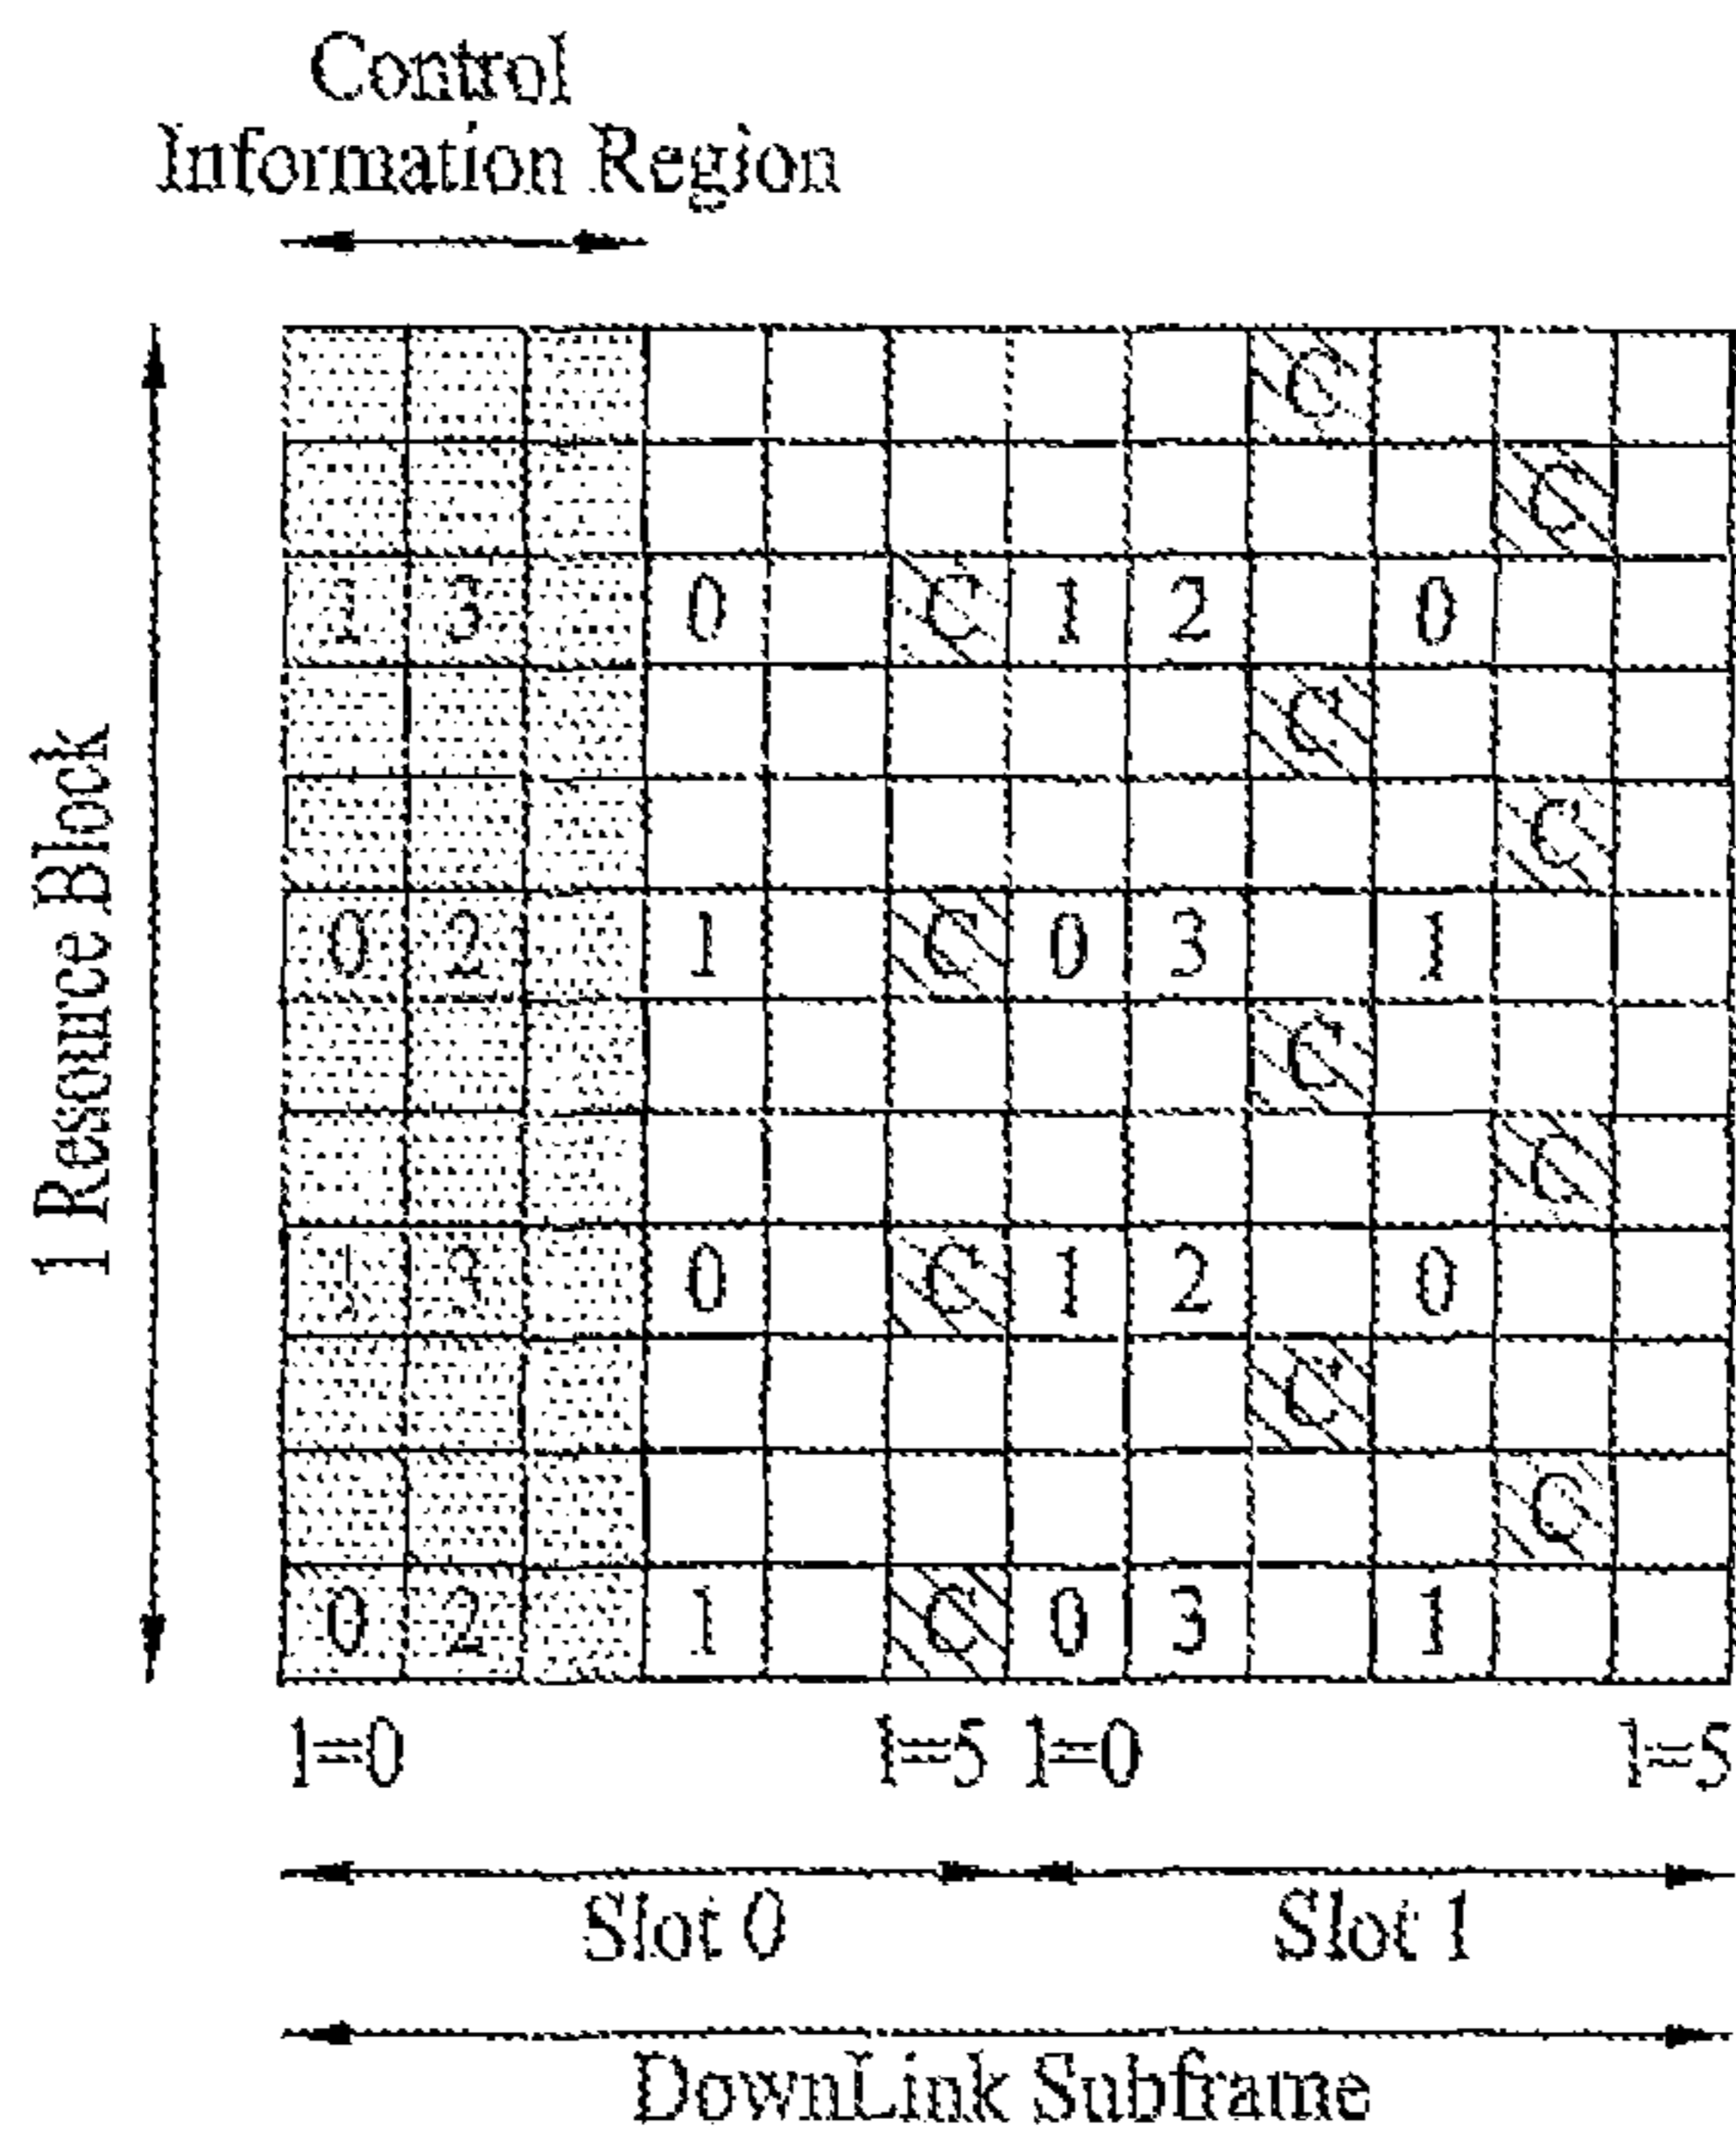 Control
Information Region
1 Resource Block
C
C
1 3 0 C 1 2 0
C
C
0 2 1 C 0 3 1
C
C
1 3 0 C 1 2 0
C
C
0 2 1 C 0 3 1
l=0 l=5 l=0 l=5
Slot 0 Slot 1
DownLink Subframe